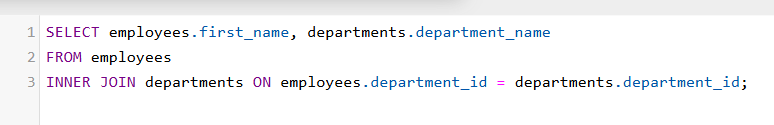 1 SELECT employees.first_name, departments.department_name
2 FROM employees
3 INNER JOIN departments ON employees.department_id = departments.department_id;